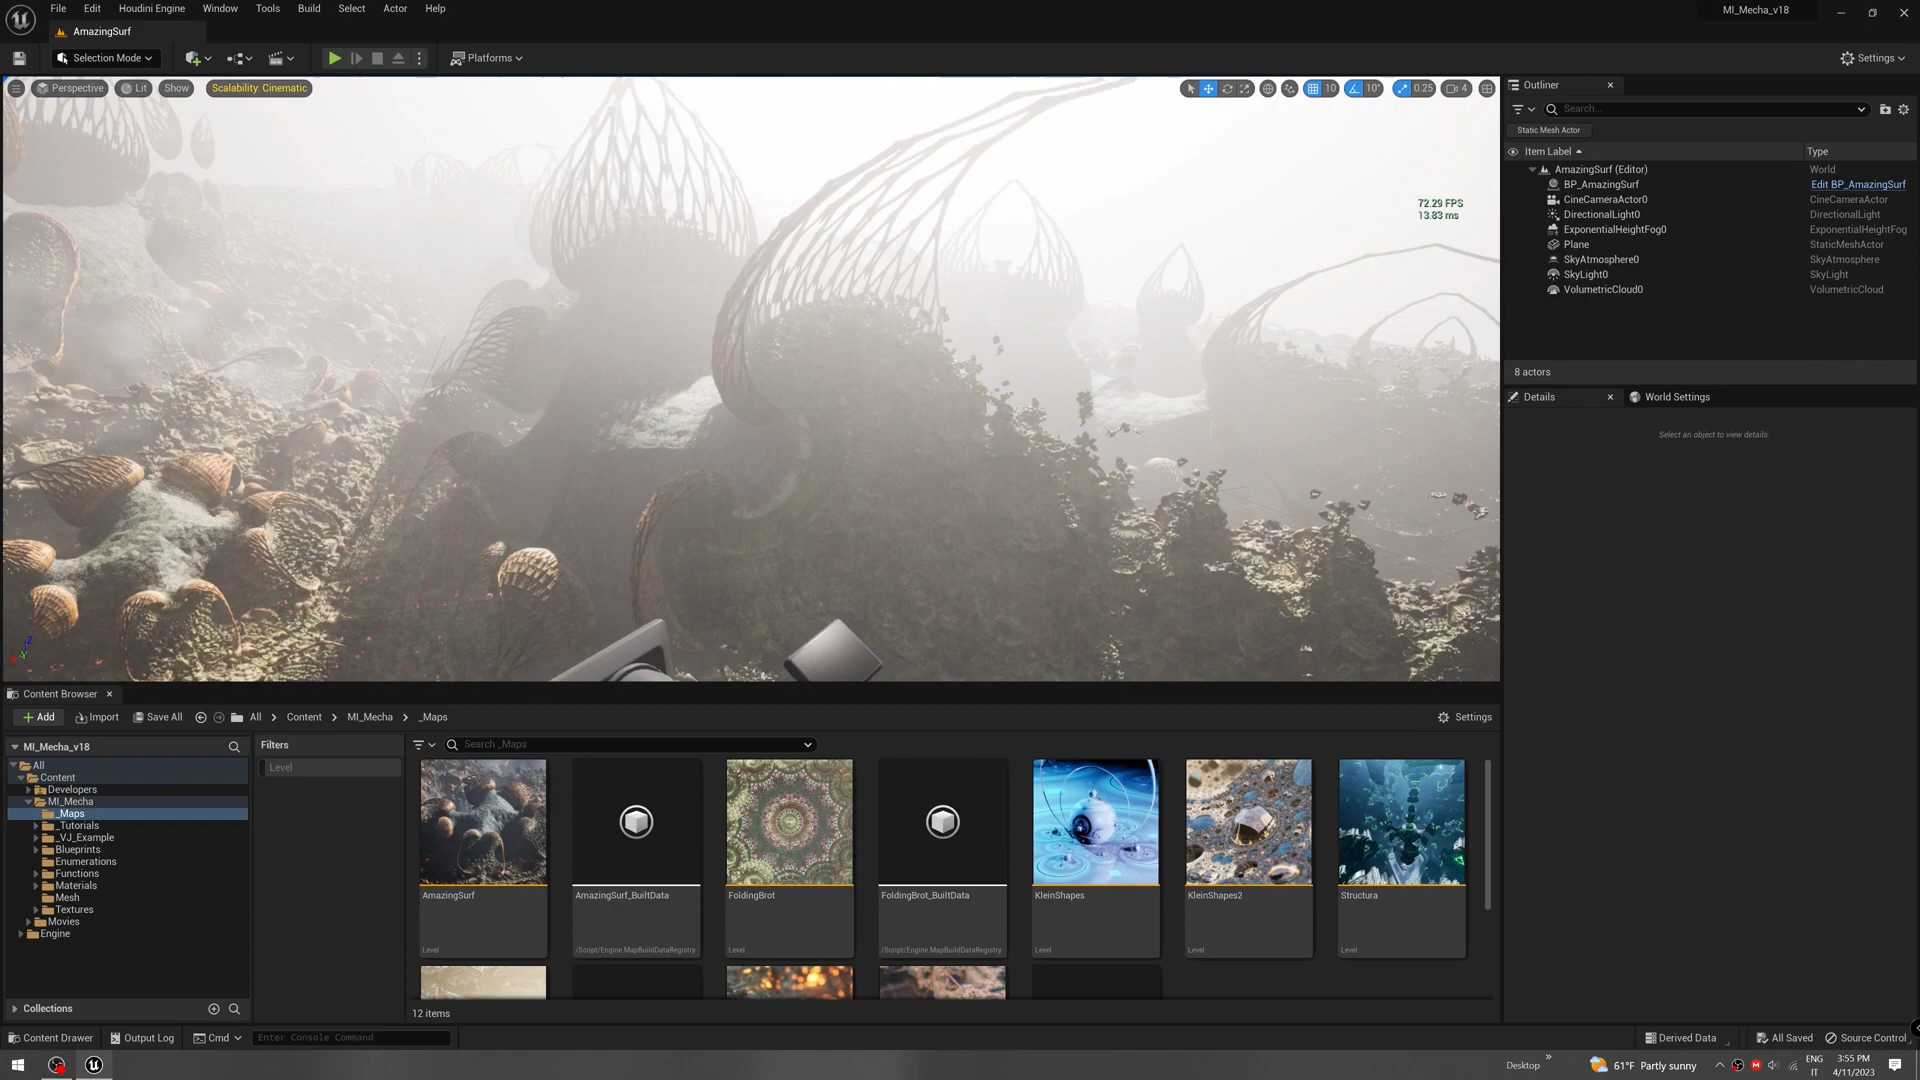 File Edit Houdini Engine Window Tools Build Select Actor Help
MI_Mecha_v18
AmazingSurf
Selection Mode
Platforms
Settings
Perspective Lit Show Scalability: Cinematic
10 10° 0.25 4
72.29 FPS
13.83 ms
Outliner
Search...
Static Mesh Actor
Item Label Type
AmazingSurf (Editor) World
BP_AmazingSurf Edit BP_AmazingSurf
CineCameraActor0 CineCameraActor
DirectionalLight0 DirectionalLight
ExponentialHeightFog0 ExponentialHeightFog
Plane StaticMeshActor
SkyAtmosphere0 SkyAtmosphere
SkyLight0 SkyLight
VolumetricCloud0 VolumetricCloud
8 actors
Details World Settings
Select an object to view details.
Z
Y
Content Browser
Add Import Save All All Content MI_Mecha _Maps
Settings
MI_Mecha_v18
All
Content
Developers
MI_Mecha
_Maps
_Tutorials
_VJ_Example
Blueprints
Enumerations
Functions
Materials
Mesh
Textures
Movies
Engine
Collections
Filters
Level
Search _Maps
AmazingSurf
Level
AmazingSurf_BuiltData
/Script/Engine.MapBuildDataRegistry
FoldingBrot
Level
FoldingBrot_BuiltData
/Script/Engine.MapBuildDataRegistry
KleinShapes
Level
KleinShapes2
Level
Structura
Level
12 items
Content Drawer Output Log Cmd Enter Console Command
Derived Data All Saved Source Control
Desktop
61°F Partly sunny
ENG
IT
3:55 PM
4/11/2023